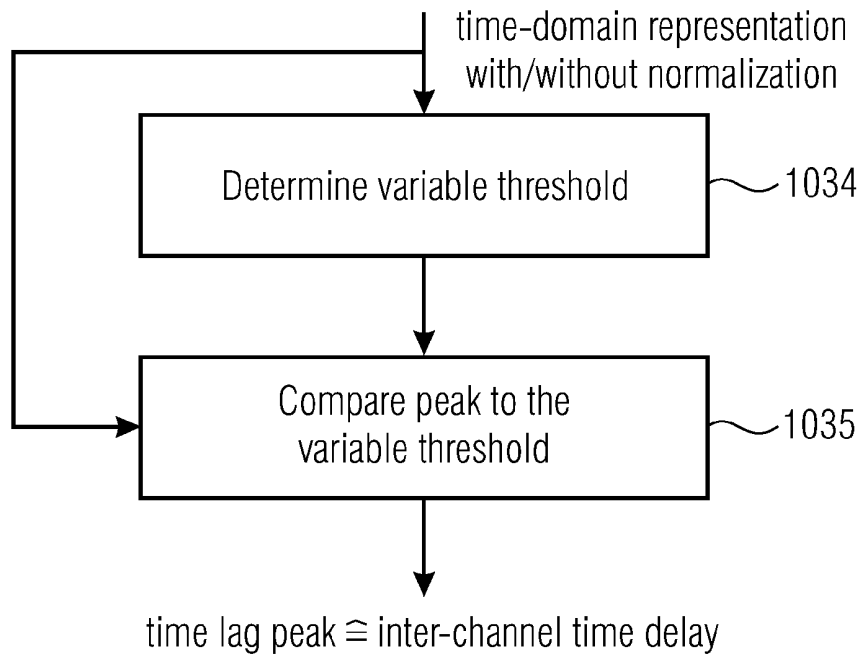 time-domain representation
with/without normalization
Determine variable threshold
1034
Compare peak to the
variable threshold
1035
time lag peak ≙ inter-channel time delay